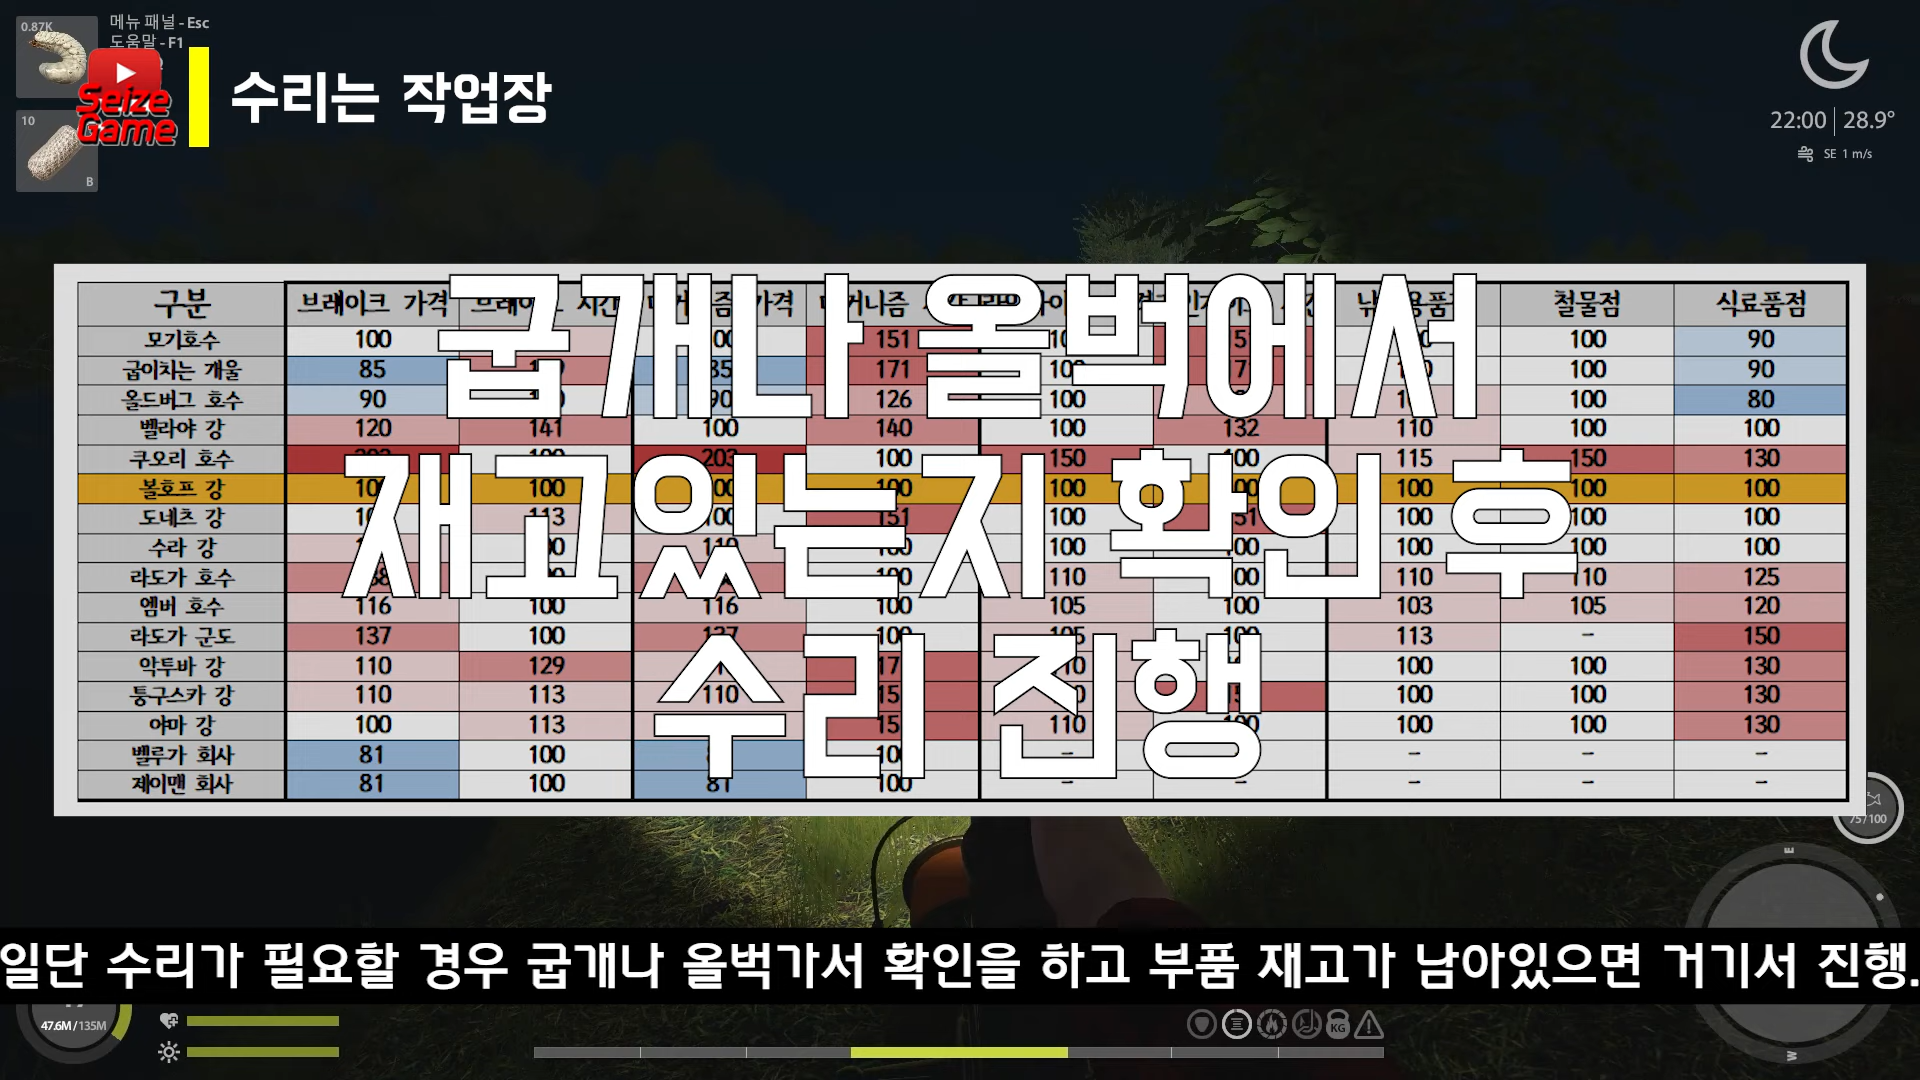 0.87K
메뉴 패널 - Esc
도움말 - F1
Seize
Game
10
B
수리는 작업장
22:00 28.9°
SE 1 m/s
굽개나 올벅에서
재고있는지 확인 후
수리 진행
구분 브레이크 가격 시간 가격 철물점 식료품점
모기호수 100 151 100 90
굽이치는 개울 85 171 100 90
올드버그 호수 90 126 100 100 80
벨라야 강 120 141 100 140 100 132 110 100 100
쿠오리 호수 203 100 150 115 150 130
볼호프 강 100 100 100 100 100
도네츠 강 113 100 151 100 100 100 100
수라 강 110 100 100 100 100
라도가 호수 110 110 110 125
엠버 호수 116 100 116 100 105 100 103 105 120
라도가 군도 137 100 137 100 105 100 113 - 150
악투바 강 110 129 100 100 130
퉁구스카 강 110 113 110 100 100 130
야마 강 100 113 110 100 100 100 130
벨루가 회사 81 100 - - - -
제이맨 회사 81 100 81 100 - - - - -
75/100
E
일단 수리가 필요할 경우 굽개나 올벅가서 확인을 하고 부품 재고가 남아있으면 거기서 진행.
47.6M/135M
KG
W